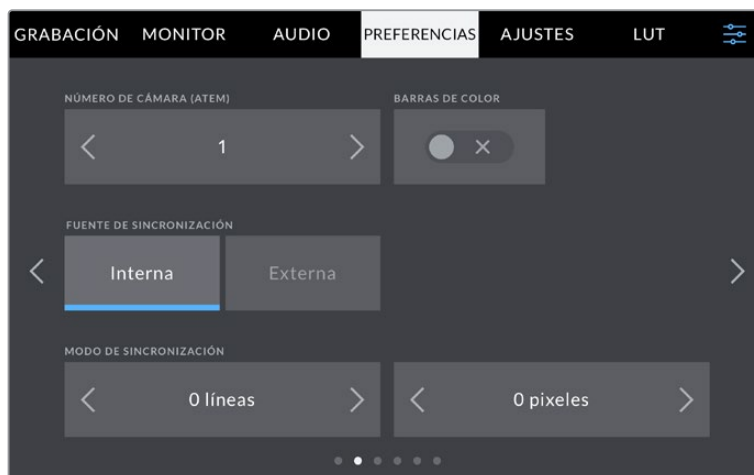 GRABACIÓN MONITOR AUDIO PREFERENCIAS AJUSTES LUT
NÚMERO DE CÁMARA (ATEM) BARRAS DE COLOR
1
FUENTE DE SINCRONIZACIÓN
Interna Externa
MODO DE SINCRONIZACIÓN
0 líneas 0 pixeles